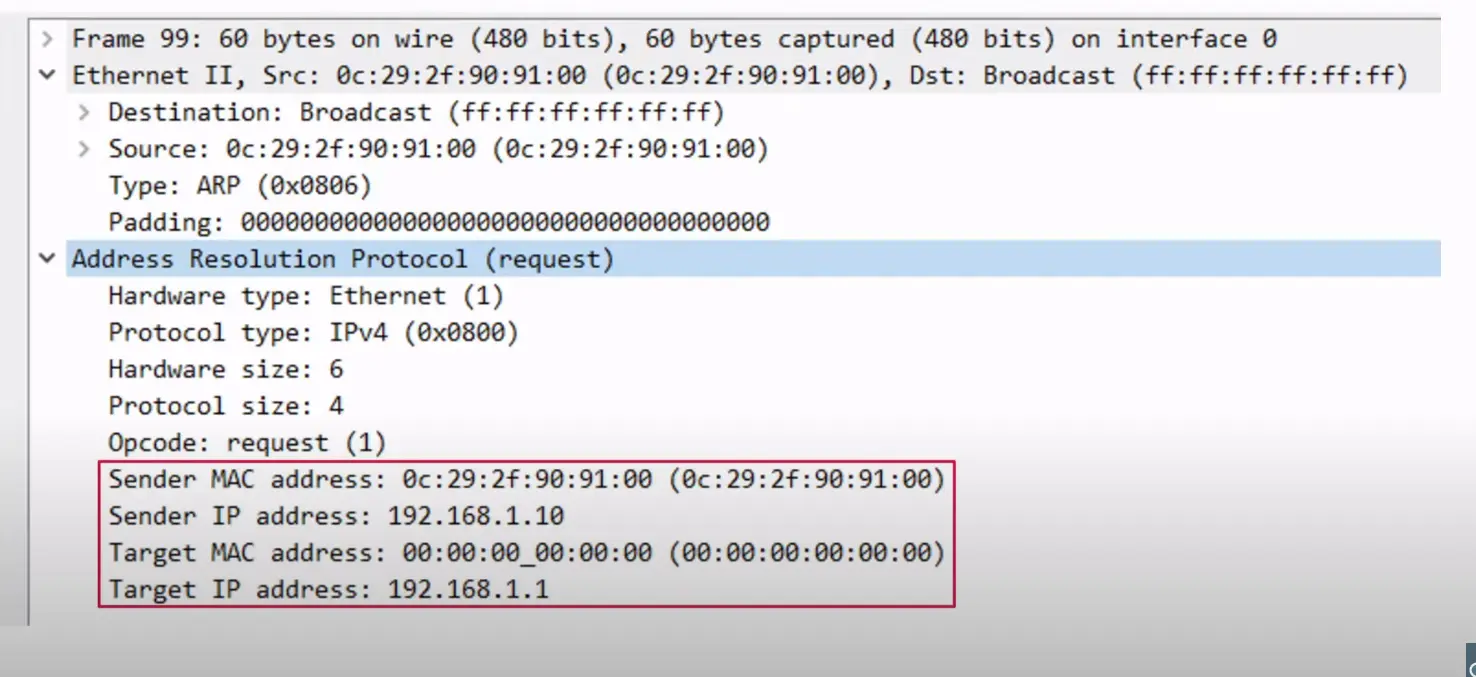 Frame 99: 60 bytes on wire (480 bits), 60 bytes captured (480 bits) on interface 0
Ethernet II, Src: 0c:29:2f:90:91:00 (0c:29:2f:90:91:00), Dst: Broadcast (ff:ff:ff:ff:ff:ff)
Destination: Broadcast (ff:ff:ff:ff:ff:ff)
Source: 0c:29:2f:90:91:00 (0c:29:2f:90:91:00)
Type: ARP (0x0806)
Padding: 000000000000000000000000000000000000
Address Resolution Protocol (request)
Hardware type: Ethernet (1)
Protocol type: IPv4 (0x0800)
Hardware size: 6
Protocol size: 4
Opcode: request (1)
Sender MAC address: 0c:29:2f:90:91:00 (0c:29:2f:90:91:00)
Sender IP address: 192.168.1.10
Target MAC address: 00:00:00_00:00:00 (00:00:00:00:00:00)
Target IP address: 192.168.1.1